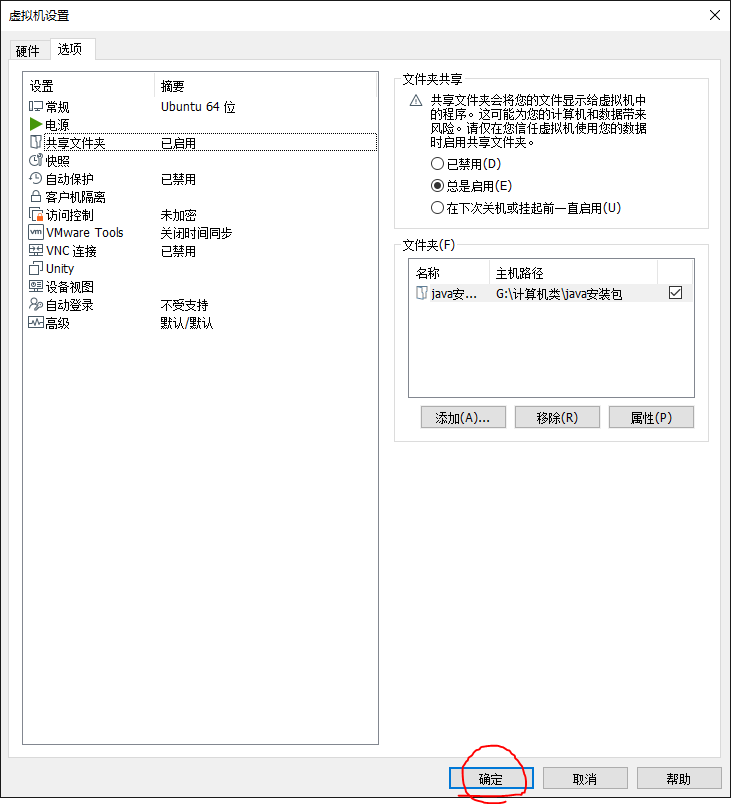 虚拟机设置
硬件 选项
设置 摘要
常规 Ubuntu 64 位
电源
共享文件夹 已启用
快照
自动保护 已禁用
客户机隔离
访问控制 未加密
VMware Tools 关闭时间同步
VNC 连接 已禁用
Unity
设备视图
自动登录 不受支持
高级 默认/默认
文件夹共享
共享文件夹会将您的文件显示给虚拟机中
的程序。这可能为您的计算机和数据带来
风险。请仅在您信任虚拟机使用您的数据
时启用共享文件夹。
已禁用(D)
总是启用(E)
在下次关机或挂起前一直启用(U)
文件夹(F)
名称 主机路径
java安... G:\计算机类\java安装包
添加(A)... 移除(R) 属性(P)
确定 取消 帮助